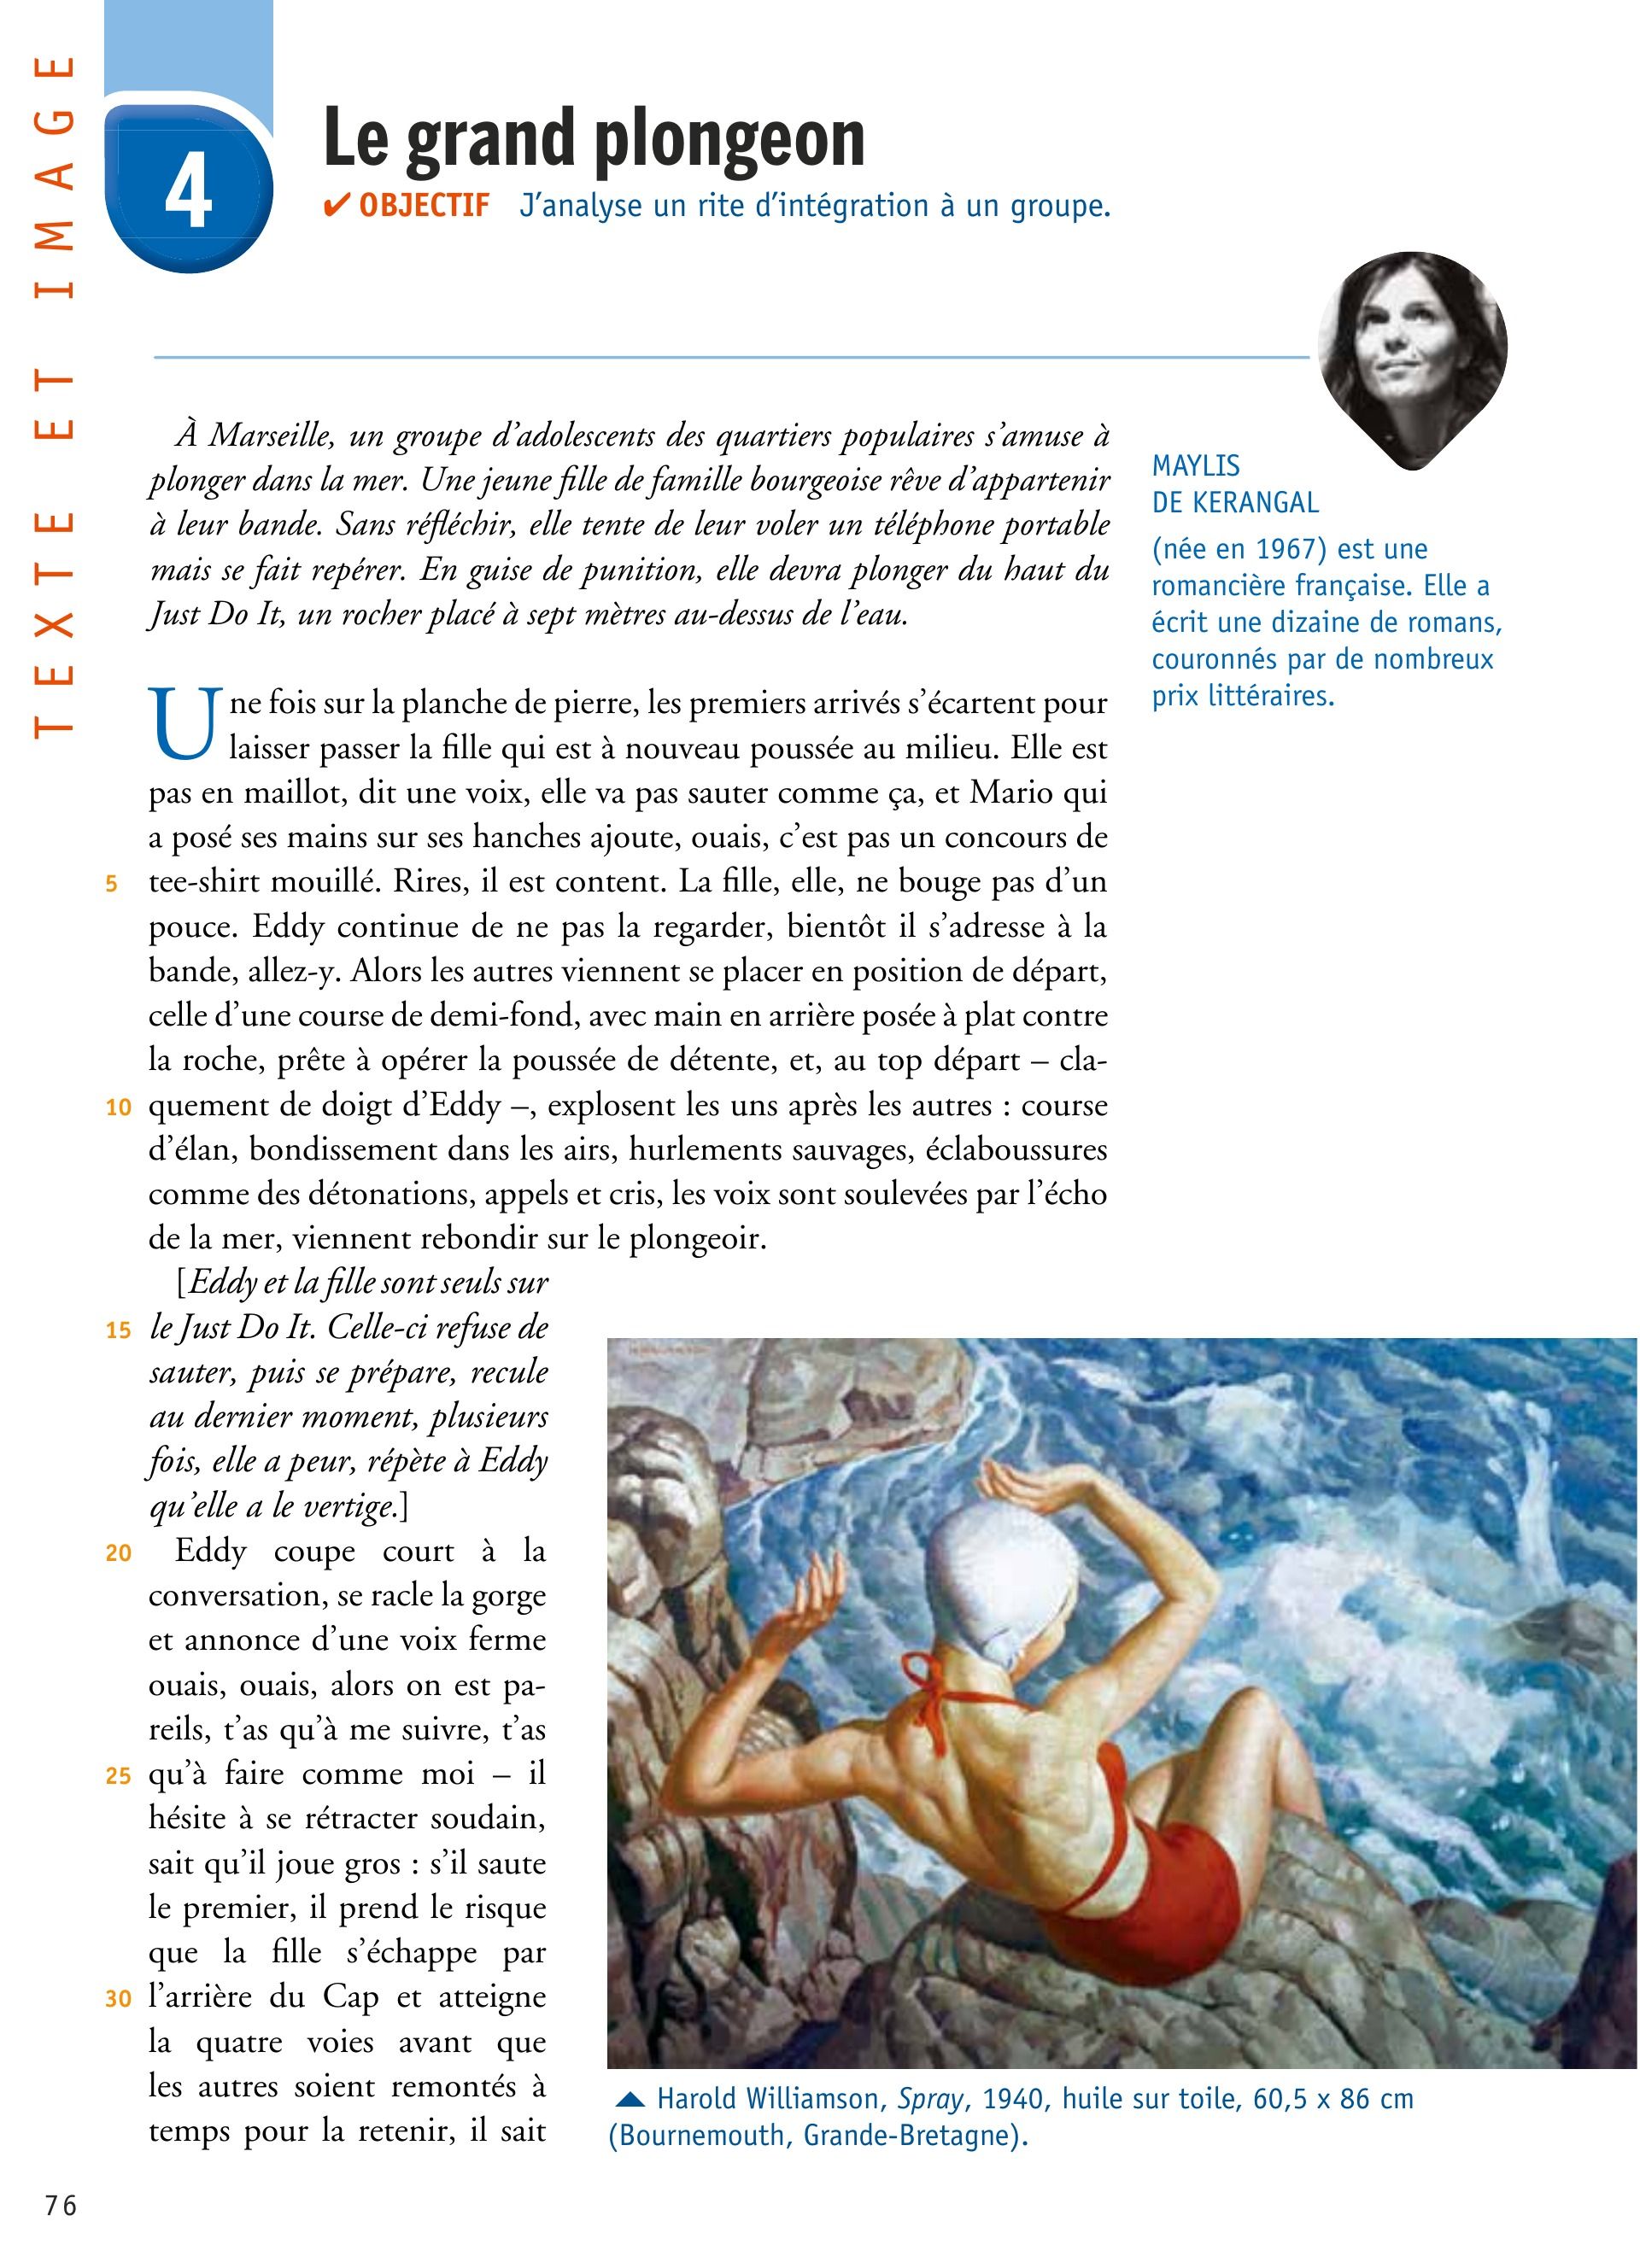 TEXTE ET IMAGE
4
Le grand plongeon
✔ OBJECTIF J’analyse un rite d’intégration à un groupe.
À Marseille, un groupe d’adolescents des quartiers populaires s’amuse à
plonger dans la mer. Une jeune fille de famille bourgeoise rêve d’appartenir
à leur bande. Sans réfléchir, elle tente de leur voler un téléphone portable
mais se fait repérer. En guise de punition, elle devra plonger du haut du
Just Do It, un rocher placé à sept mètres au-dessus de l’eau.
MAYLIS
DE KERANGAL
(née en 1967) est une
romancière française. Elle a
écrit une dizaine de romans,
couronnés par de nombreux
prix littéraires.
Une fois sur la planche de pierre, les premiers arrivés s’écartent pour
laisser passer la fille qui est à nouveau poussée au milieu. Elle est
pas en maillot, dit une voix, elle va pas sauter comme ça, et Mario qui
a posé ses mains sur ses hanches ajoute, ouais, c’est pas un concours de
5 tee-shirt mouillé. Rires, il est content. La fille, elle, ne bouge pas d’un
pouce. Eddy continue de ne pas la regarder, bientôt il s’adresse à la
bande, allez-y. Alors les autres viennent se placer en position de départ,
celle d’une course de demi-fond, avec main en arrière posée à plat contre
la roche, prête à opérer la poussée de détente, et, au top départ – cla-
10 quement de doigt d’Eddy –, explosent les uns après les autres : course
d’élan, bondissement dans les airs, hurlements sauvages, éclaboussures
comme des détonations, appels et cris, les voix sont soulevées par l’écho
de la mer, viennent rebondir sur le plongeoir.
[Eddy et la fille sont seuls sur
15 le Just Do It. Celle-ci refuse de
sauter, puis se prépare, recule
au dernier moment, plusieurs
fois, elle a peur, répète à Eddy
qu’elle a le vertige.]
20 Eddy coupe court à la
conversation, se racle la gorge
et annonce d’une voix ferme
ouais, ouais, alors on est pa-
reils, t’as qu’à me suivre, t’as
25 qu’à faire comme moi – il
hésite à se rétracter soudain,
sait qu’il joue gros : s’il saute
le premier, il prend le risque
que la fille s’échappe par
30 l’arrière du Cap et atteigne
la quatre voies avant que
les autres soient remontés à
temps pour la retenir, il sait
▲ Harold Williamson, Spray, 1940, huile sur toile, 60,5 x 86 cm
(Bournemouth, Grande-Bretagne).
76